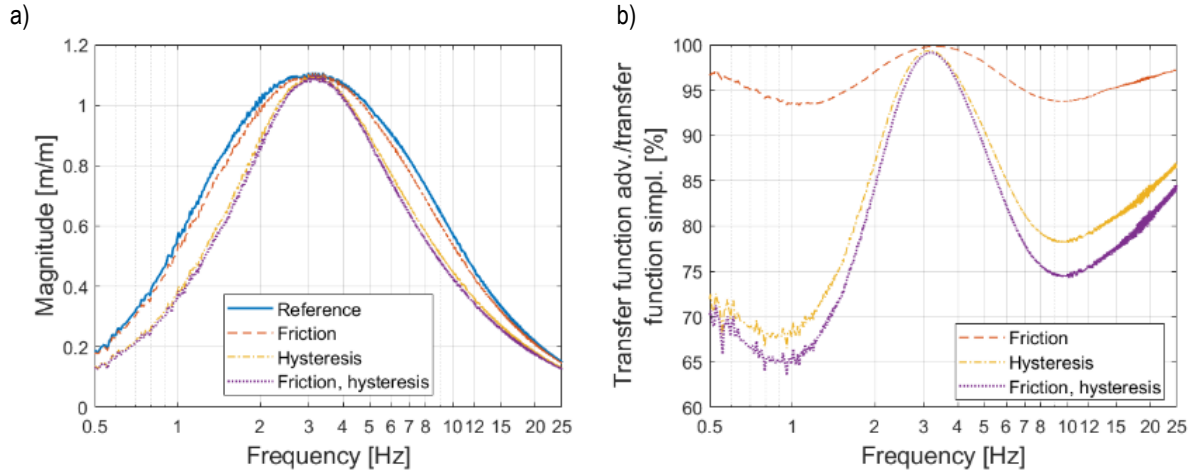 a)
Magnitude [m/m]
1.2
1
0.8
0.6
0.4
0.2
0
Reference
Friction
Hysteresis
Friction, hysteresis
0.5 1 2 3 4 5 6 7 8 10 12 20 25
Frequency [Hz]
b)
Transfer function adv./transfer
function simpl. [%]
100
95
90
85
80
75
70
65
60
Friction
Hysteresis
Friction, hysteresis
0.5 1 2 3 4 5 6 7 8 10 12 20 25
Frequency [Hz]